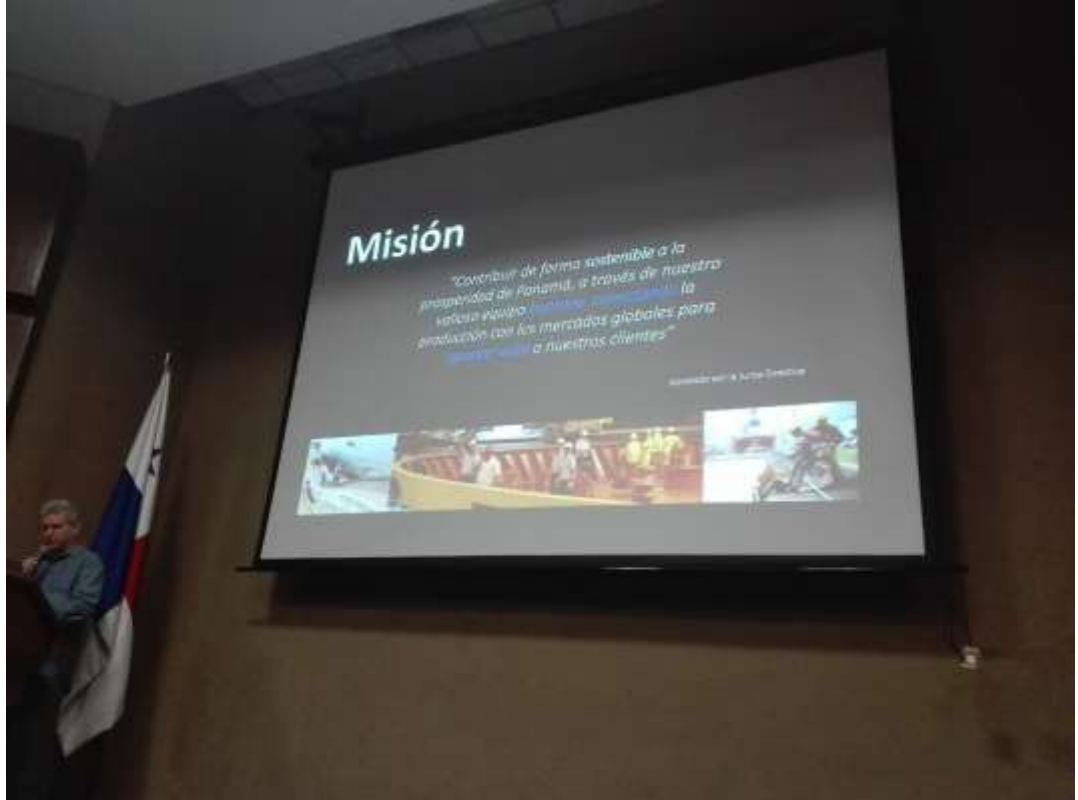 Misión
"Contribuir de forma sostenible a la
prosperidad de Panamá, a través de nuestro
valioso equipo la
producción con los mercados globales para
a nuestros clientes"